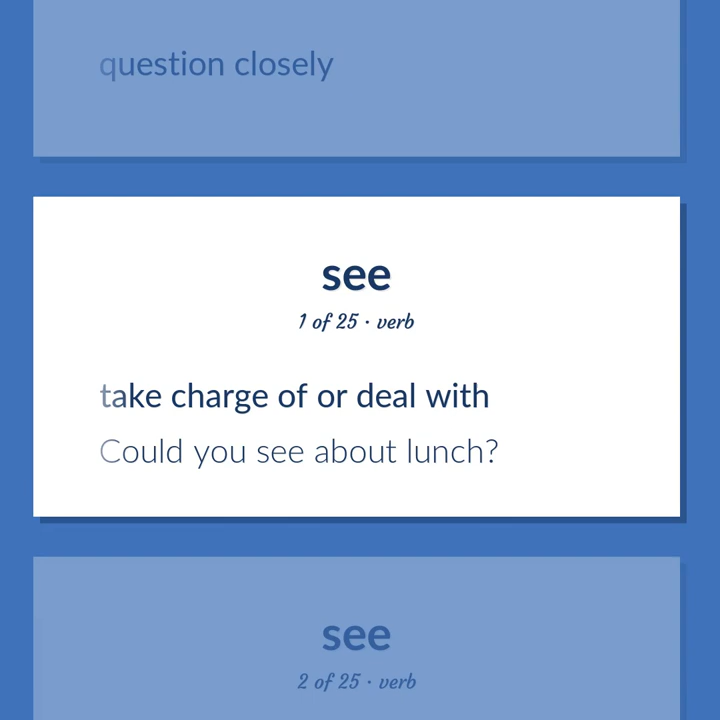 question closely
see
1 of 25 · verb
take charge of or deal with
Could you see about lunch?
see
2 of 25 · verb